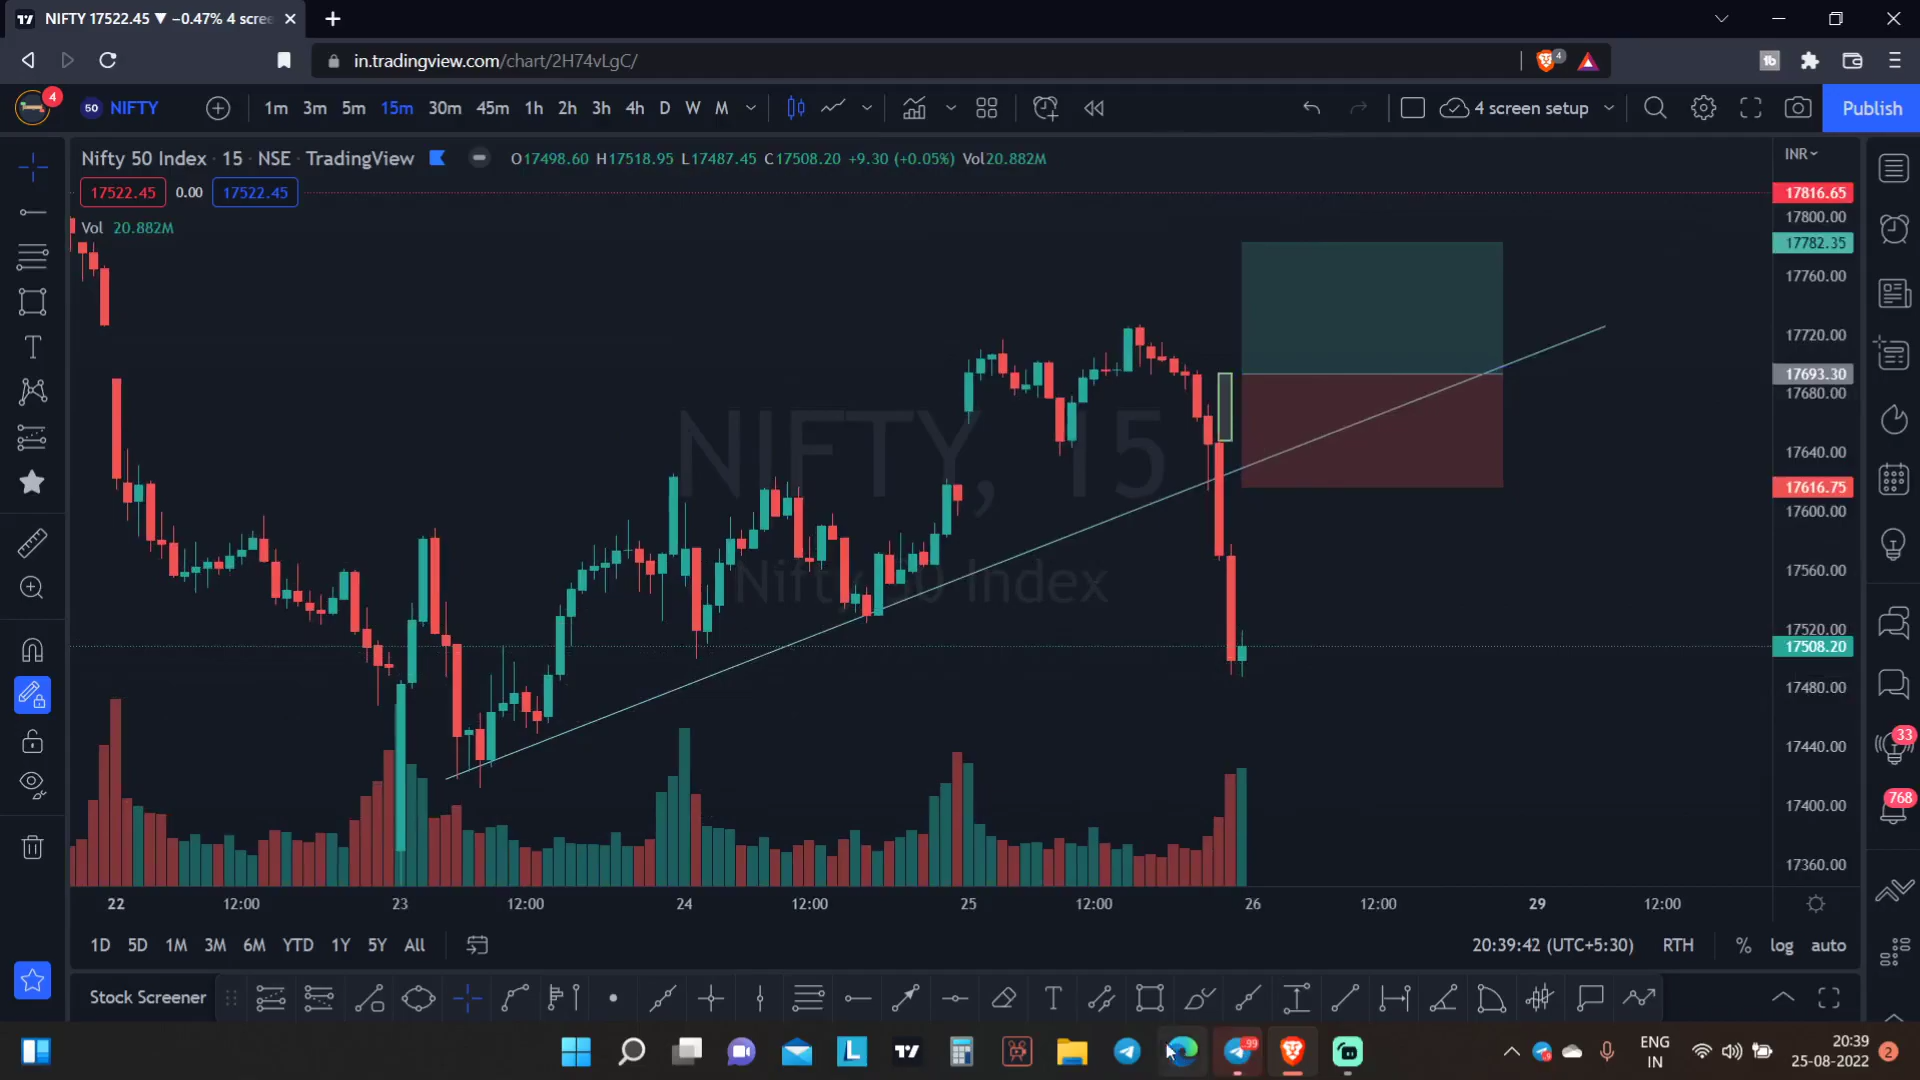 NIFTY 17522.45 ▼ −0.47% 4 scree
in.tradingview.com/chart/2H74vLgC/
4
4
50 NIFTY
1m 3m 5m 15m 30m 45m 1h 2h 3h 4h D W M
4 screen setup
Publish
Nifty 50 Index · 15 · NSE · TradingView
O17498.60 H17518.95 L17487.45 C17508.20 +9.30 (+0.05%) Vol20.882M
INR
17522.45 0.00 17522.45
Vol 20.882M
17816.65
17800.00
17782.35
17760.00
17720.00
17693.30
17680.00
17640.00
17616.75
17600.00
17560.00
17520.00
17508.20
17480.00
17440.00
17400.00
17360.00
NIFTY, 15
Nifty 50 Index
33
768
22 12:00 23 12:00 24 12:00 25 12:00 26 12:00 29 12:00
1D 5D 1M 3M 6M YTD 1Y 5Y All
20:39:42 (UTC+5:30) RTH % log auto
Stock Screener
99
ENG
IN
20:39
25-08-2022
2